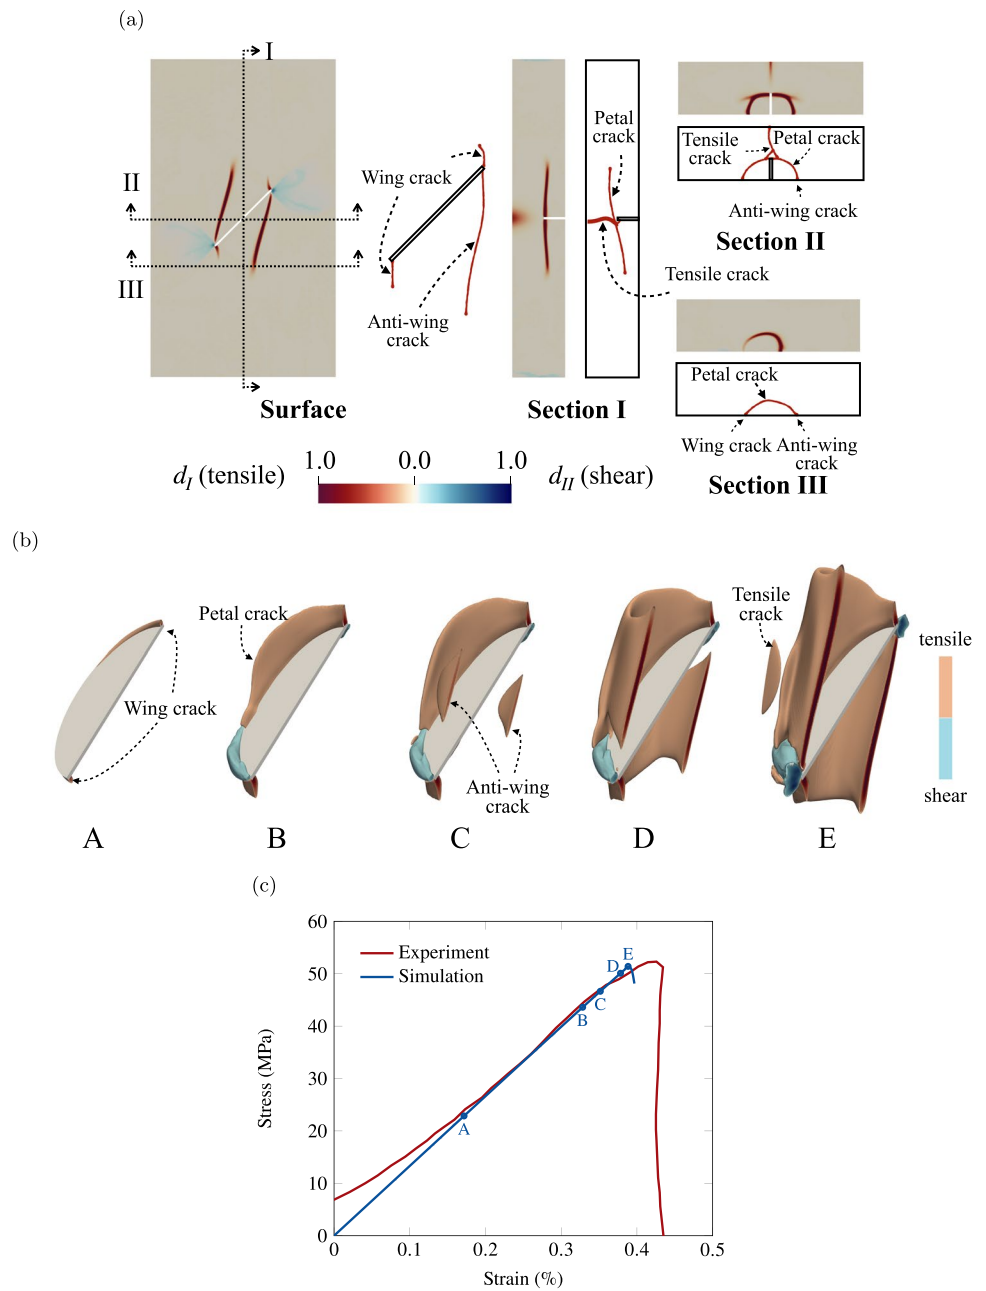 (a)
I
II
III
Surface
Wing crack
Anti-wing
crack
Petal
crack
Tensile crack
Section I
Tensile
crack
Petal crack
Anti-wing crack
Section II
Petal crack
Wing crack
Anti-wing
crack
Section III
d_I (tensile)
1.0
0.0
1.0
d_II (shear)
(b)
Petal crack
Wing crack
Anti-wing
crack
Tensile
crack
tensile
shear
A
B
C
D
E
(c)
60
50
40
30
20
10
0
Stress (MPa)
Experiment
Simulation
A
B
C
D
E
0
0.1
0.2
0.3
0.4
0.5
Strain (%)